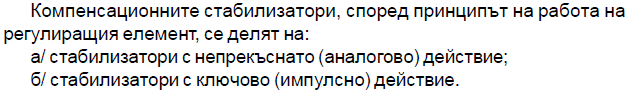 Компенсационните стабилизатори, според принципът на работа на
регулиращия елемент, се делят на:
а/ стабилизатори с непрекъснато (аналогово) действие;
б/ стабилизатори с ключово (импулсно) действие.